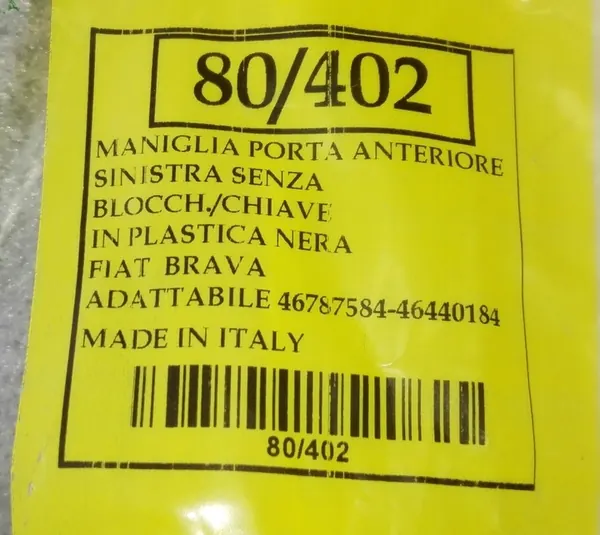 80/402
MANIGLIA PORTA ANTERIORE
SINISTRA SENZA
BLOCCH./CHIAVE
IN PLASTICA NERA
FIAT BRAVA
ADATTABILE 46787584-46440184
MADE IN ITALY
80/402